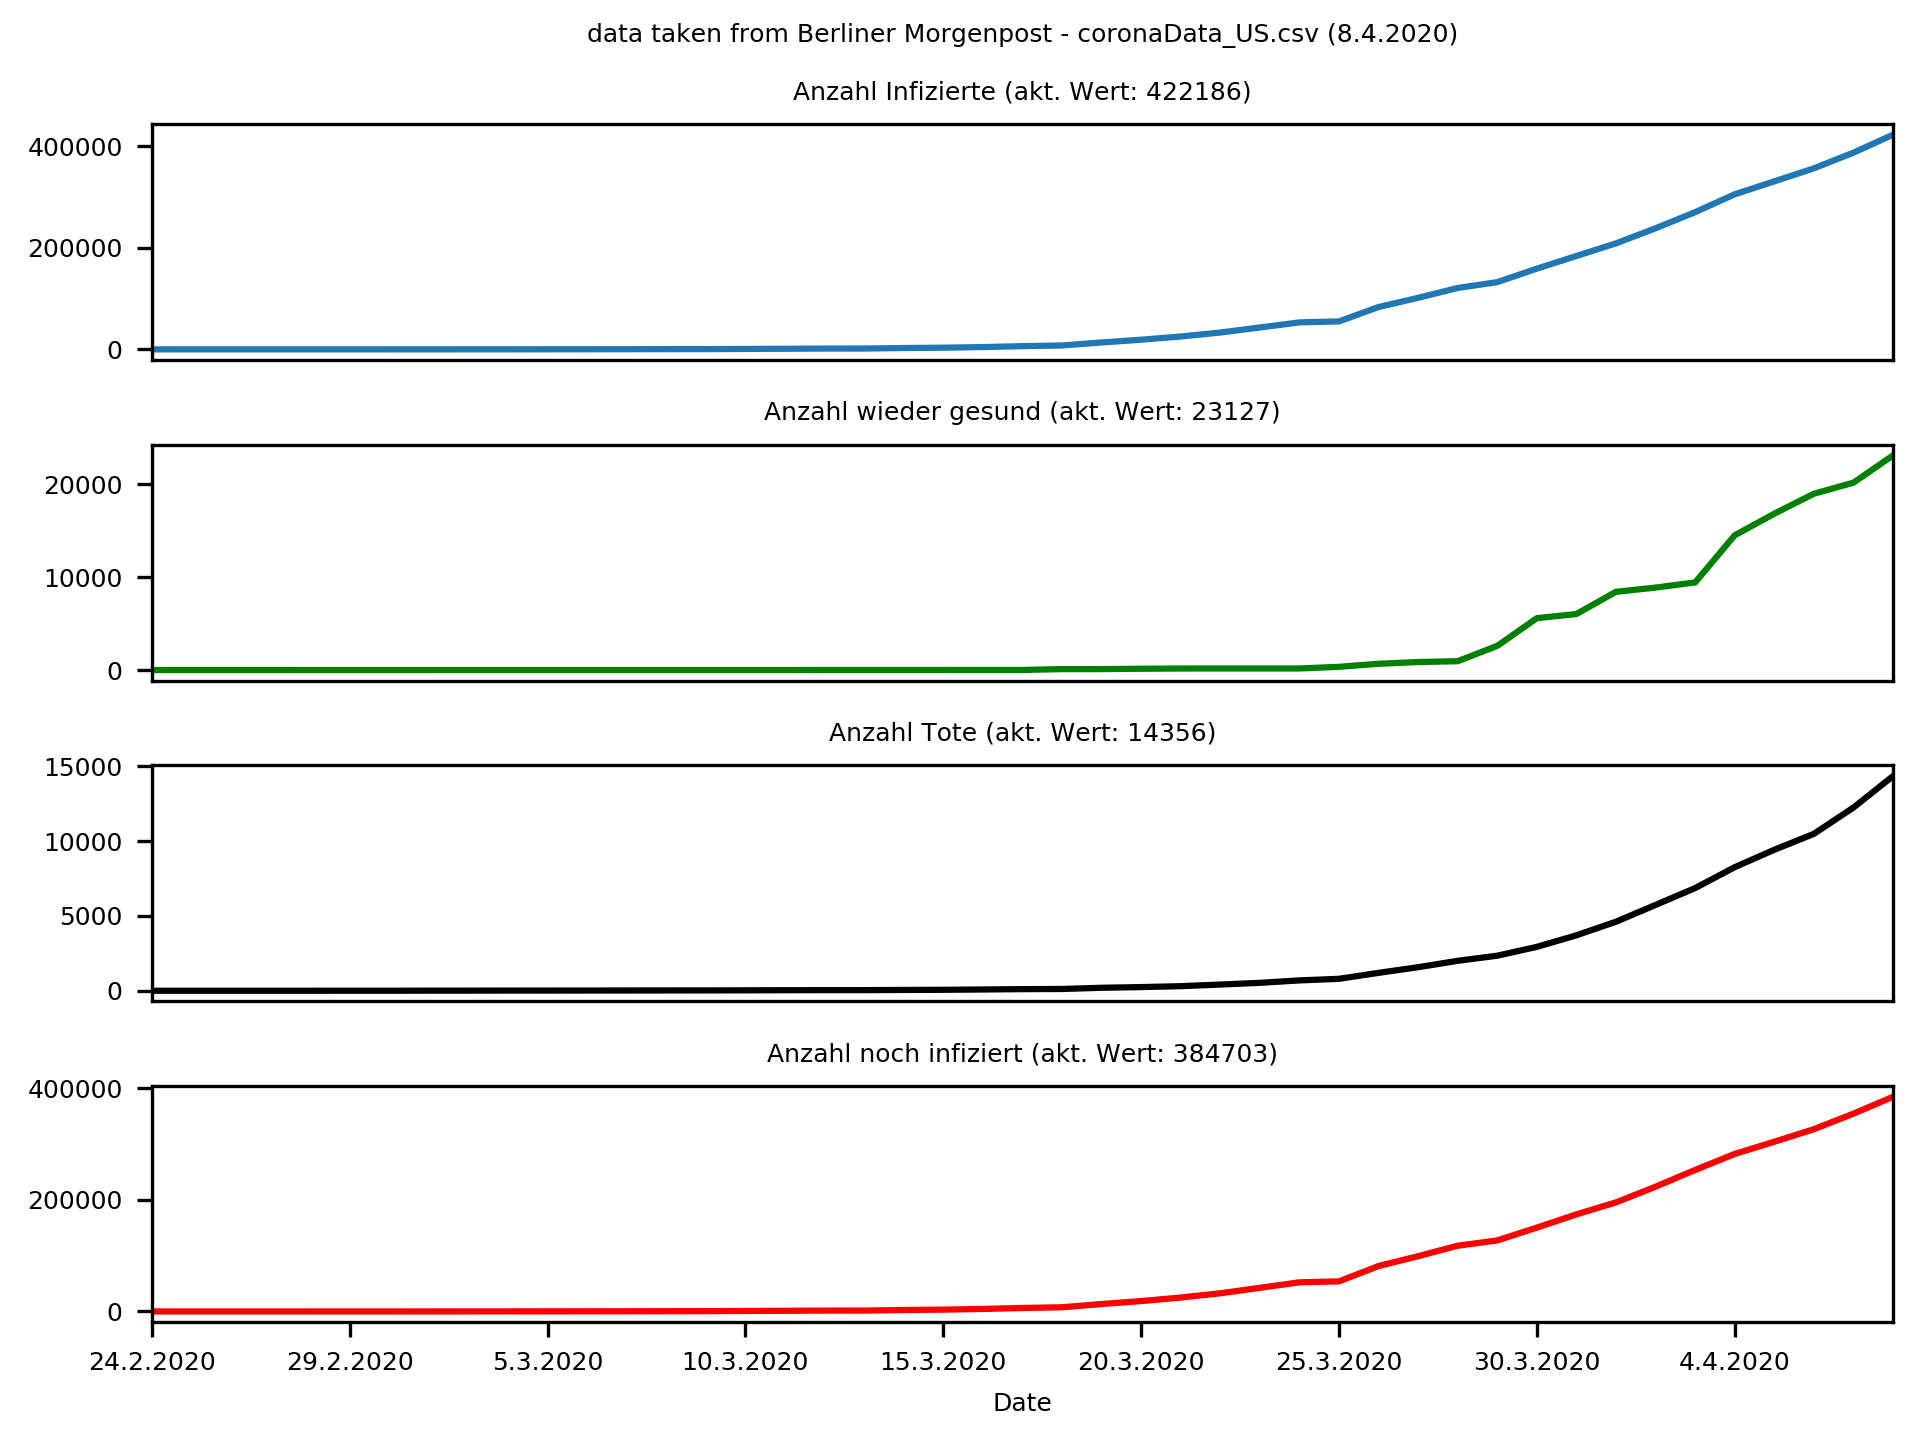 data taken from Berliner Morgenpost - coronaData_US.csv (8.4.2020)
Anzahl Infizierte (akt. Wert: 422186)
400000
200000
0
Anzahl wieder gesund (akt. Wert: 23127)
20000
10000
0
Anzahl Tote (akt. Wert: 14356)
15000
10000
5000
0
Anzahl noch infiziert (akt. Wert: 384703)
400000
200000
0
24.2.2020 29.2.2020 5.3.2020 10.3.2020 15.3.2020 20.3.2020 25.3.2020 30.3.2020 4.4.2020
Date